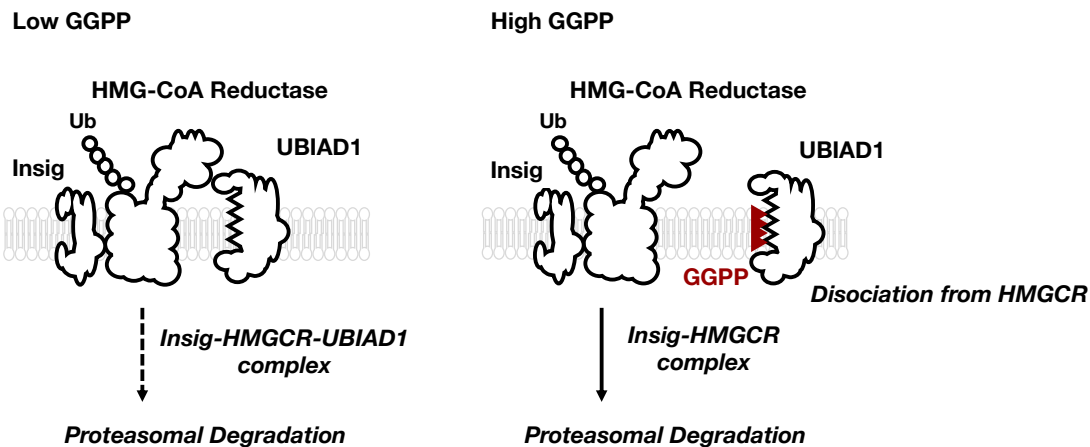 Low GGPP
HMG-CoA Reductase
Ub
Insig
UBIAD1
Insig-HMGCR-UBIAD1
complex
Proteasomal Degradation
High GGPP
HMG-CoA Reductase
Ub
Insig
UBIAD1
GGPP
Disociation from HMGCR
Insig-HMGCR
complex
Proteasomal Degradation